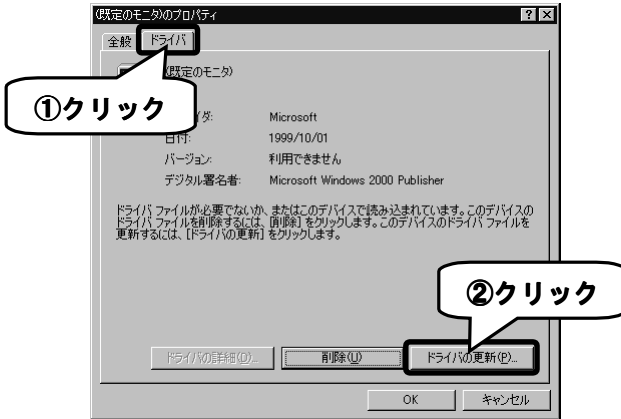 (既定のモニタ)のプロパティ
全般 ドライバ
(既定のモニタ)
①クリック
イダ: Microsoft
日付: 1999/10/01
バージョン: 利用できません
デジタル署名者: Microsoft Windows 2000 Publisher
ドライバ ファイルが必要でないか、またはこのデバイスで読み込まれています。このデバイスの
ドライバ ファイルを削除するには、[削除] をクリックします。このデバイスのドライバ ファイルを
更新するには、[ドライバの更新] をクリックします。
②クリック
ドライバの詳細(D)... 削除(U) ドライバの更新(P)...
OK キャンセル